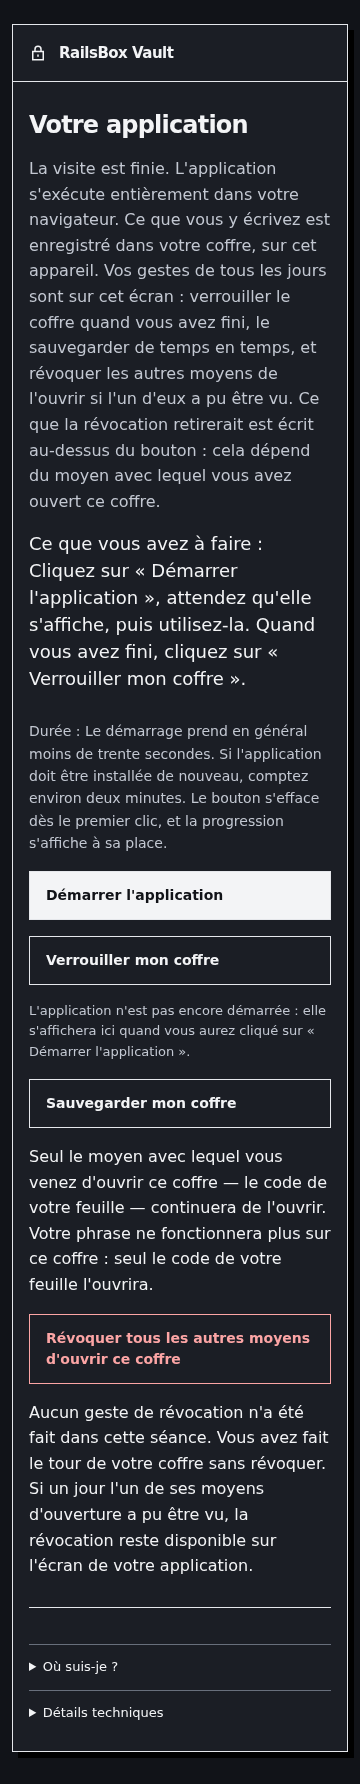 RailsBox Vault
Votre application
La visite est finie. L'application
s'exécute entièrement dans votre
navigateur. Ce que vous y écrivez est
enregistré dans votre coffre, sur cet
appareil. Vos gestes de tous les jours
sont sur cet écran : verrouiller le
coffre quand vous avez fini, le
sauvegarder de temps en temps, et
révoquer les autres moyens de
l'ouvrir si l'un d'eux a pu être vu. Ce
que la révocation retirerait est écrit
au-dessus du bouton : cela dépend
du moyen avec lequel vous avez
ouvert ce coffre.
Ce que vous avez à faire :
Cliquez sur « Démarrer
l'application », attendez qu'elle
s'affiche, puis utilisez-la. Quand
vous avez fini, cliquez sur «
Verrouiller mon coffre ».
Durée : Le démarrage prend en général
moins de trente secondes. Si l'application
doit être installée de nouveau, comptez
environ deux minutes. Le bouton s'efface
dès le premier clic, et la progression
s'affiche à sa place.
Démarrer l'application
Verrouiller mon coffre
L'application n'est pas encore démarrée : elle
s'affichera ici quand vous aurez cliqué sur «
Démarrer l'application ».
Sauvegarder mon coffre
Seul le moyen avec lequel vous
venez d'ouvrir ce coffre — le code de
votre feuille — continuera de l'ouvrir.
Votre phrase ne fonctionnera plus sur
ce coffre : seul le code de votre
feuille l'ouvrira.
Révoquer tous les autres moyens
d'ouvrir ce coffre
Aucun geste de révocation n'a été
fait dans cette séance. Vous avez fait
le tour de votre coffre sans révoquer.
Si un jour l'un de ses moyens
d'ouverture a pu être vu, la
révocation reste disponible sur
l'écran de votre application.
Où suis-je ?
Détails techniques